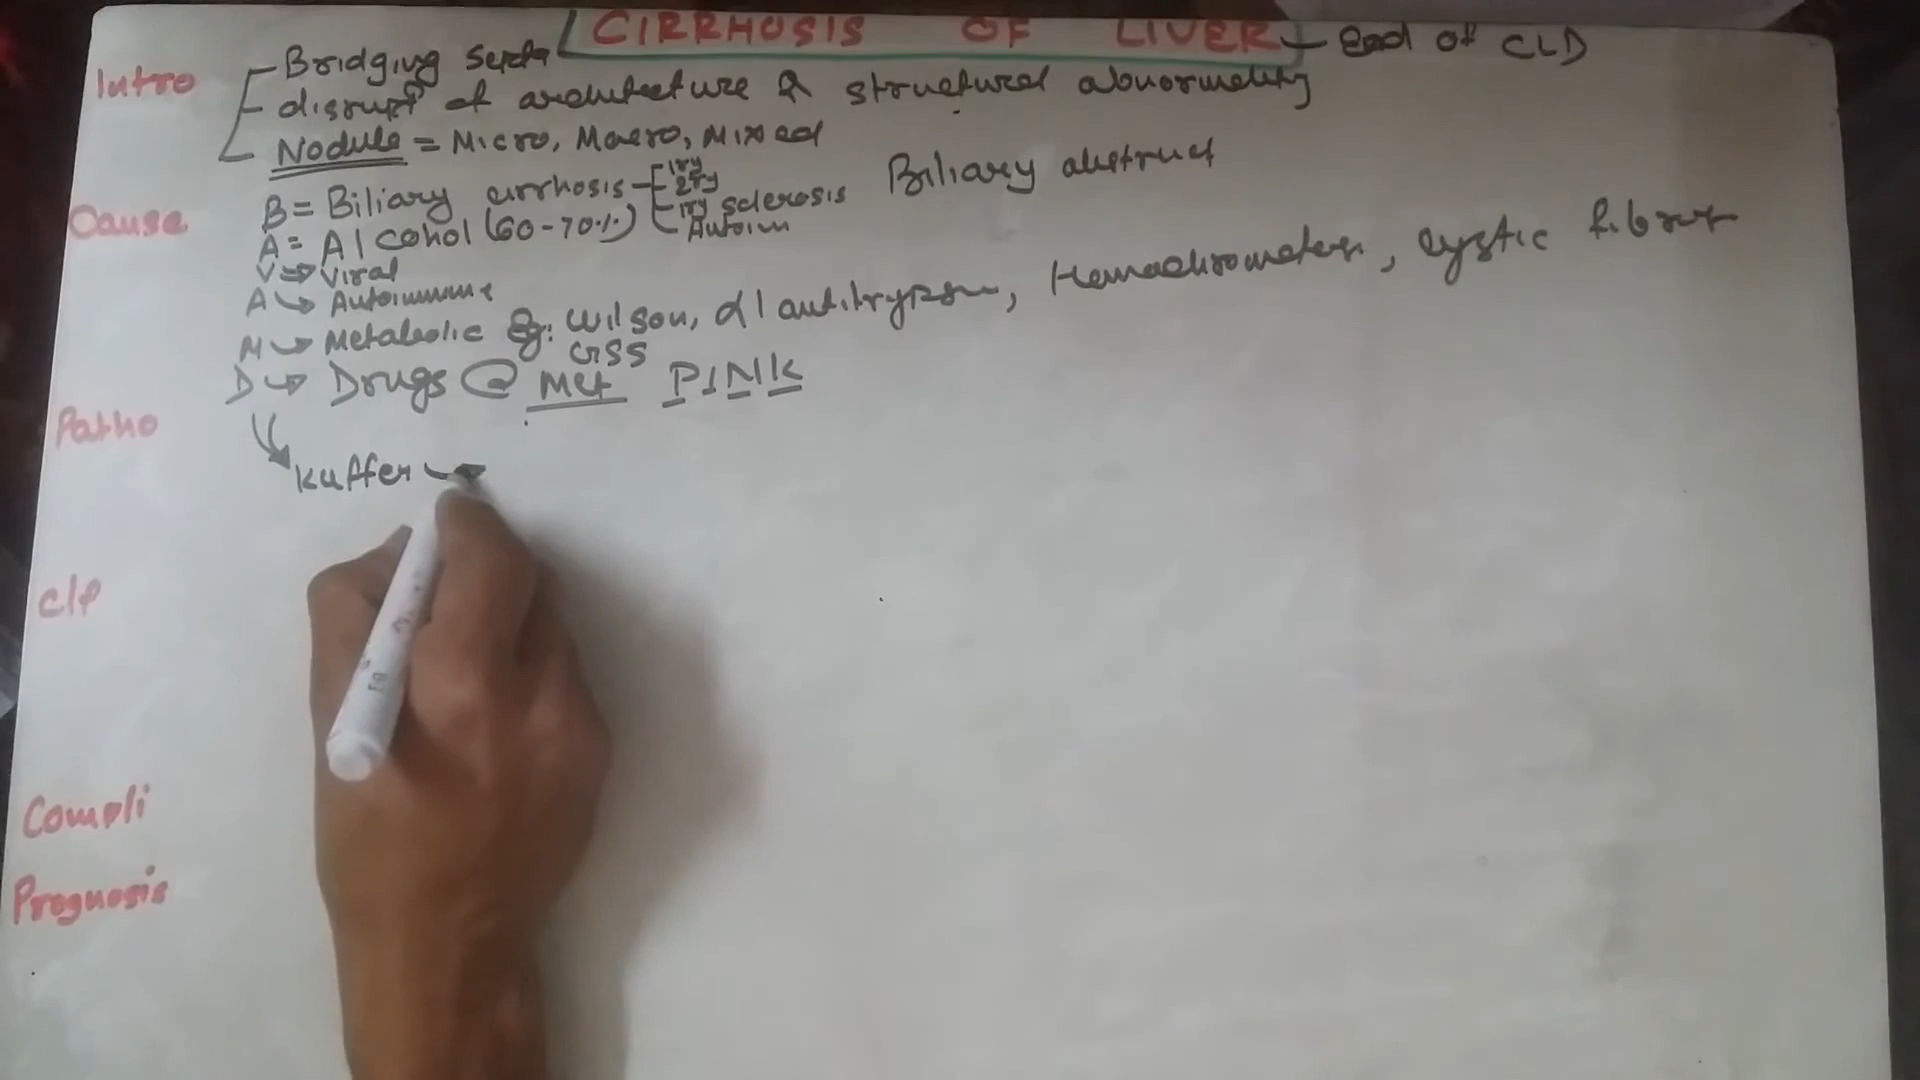 CIRRHOSIS OF LIVER – End of CLD
Intro
Bridging septa
disrupt of architecture & structural abnormality
Nodule = Micro, Macro, Mixed
Cause
B = Biliary cirrhosis – 1ry
2ry
1ry sclerosis
Autoim
Biliary abstruct
A = Alcohol (60-70%)
V => Viral
A → Autoimmune
M → Metabolic Eg: Wilson, α1 antitrypsin, Hemochromatosis, cystic fibrosis
GSS
D → Drugs @ Met PINK
Patho
Kuffer →
C/P
Compli
Prognosis